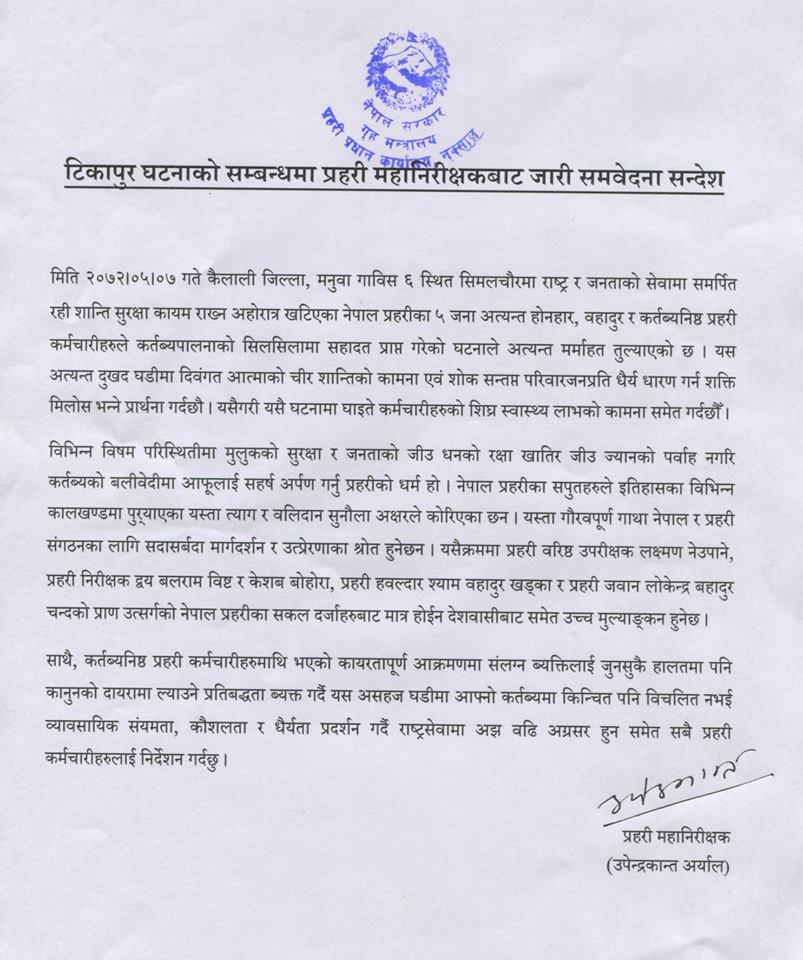 नेपाल सरकार
गृह मन्त्रालय
प्रहरी प्रधान कार्यालय, नक्साल
टिकापुर घटनाको सम्बन्धमा प्रहरी महानिरीक्षकबाट जारी समवेदना सन्देश
मिति २०७२।०५।०७ गते कैलाली जिल्ला, मनुवा गाविस ६ स्थित सिमलचौरमा राष्ट्र र जनताको सेवामा समर्पित
रही शान्ति सुरक्षा कायम राख्न अहोरात्र खटिएका नेपाल प्रहरीका ५ जना अत्यन्त होनहार, वहादुर र कर्तब्यनिष्ठ प्रहरी
कर्मचारीहरुले कर्तब्यपालनाको सिलसिलामा सहादत प्राप्त गरेको घटनाले अत्यन्त मर्माहत तुल्याएको छ । यस
अत्यन्त दुखद घडीमा दिवंगत आत्माको चीर शान्तिको कामना एवं शोक सन्तप्त परिवारजनप्रति धैर्य धारण गर्न शक्ति
मिलोस भन्ने प्रार्थना गर्दछौ । यसैगरी यसै घटनामा घाइते कर्मचारीहरुको शिघ्र स्वास्थ्य लाभको कामना समेत गर्दछौँ ।
विभिन्न विषम परिस्थितीमा मुलुकको सुरक्षा र जनताको जीउ धनको रक्षा खातिर जीउ ज्यानको पर्वाह नगरि
कर्तब्यको बलीवेदीमा आफूलाई सहर्ष अर्पण गर्नु प्रहरीको धर्म हो । नेपाल प्रहरीका सपुतहरुले इतिहासका विभिन्न
कालखण्डमा पुर्‍याएका यस्ता त्याग र वलिदान सुनौला अक्षरले कोरिएका छन । यस्ता गौरवपूर्ण गाथा नेपाल र प्रहरी
संगठनका लागि सदासर्बदा मार्गदर्शन र उत्प्रेरणाका श्रोत हुनेछन । यसैक्रममा प्रहरी वरिष्ठ उपरीक्षक लक्ष्मण नेउपाने,
प्रहरी निरीक्षक द्वय बलराम विष्ट र केशब बोहोरा, प्रहरी हवल्दार श्याम वहादुर खड्का र प्रहरी जवान लोकेन्द्र बहादुर
चन्दको प्राण उत्सर्गको नेपाल प्रहरीका सकल दर्जाहरुबाट मात्र होईन देशवासीबाट समेत उच्च मुल्याङ्कन हुनेछ ।
साथै, कर्तब्यनिष्ठ प्रहरी कर्मचारीहरुमाथि भएको कायरतापूर्ण आक्रमणमा संलग्न ब्यक्तिलाई जुनसुकै हालतमा पनि
कानुनको दायरामा ल्याउने प्रतिबद्धता ब्यक्त गर्दै यस असहज घडीमा आफ्नो कर्तब्यमा किन्चित पनि विचलित नभई
व्यावसायिक संयमता, कौशलता र धैर्यता प्रदर्शन गर्दै राष्ट्रसेवामा अझ वढि अग्रसर हुन समेत सबै प्रहरी
कर्मचारीहरुलाई निर्देशन गर्दछु ।
प्रहरी महानिरीक्षक
(उपेन्द्रकान्त अर्याल)